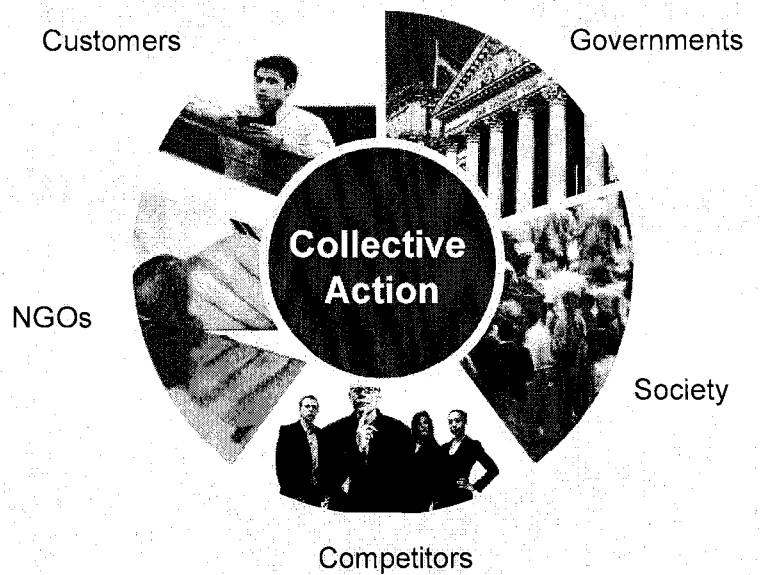 Customers
Governments
Collective
Action
NGOs
Society
Competitors